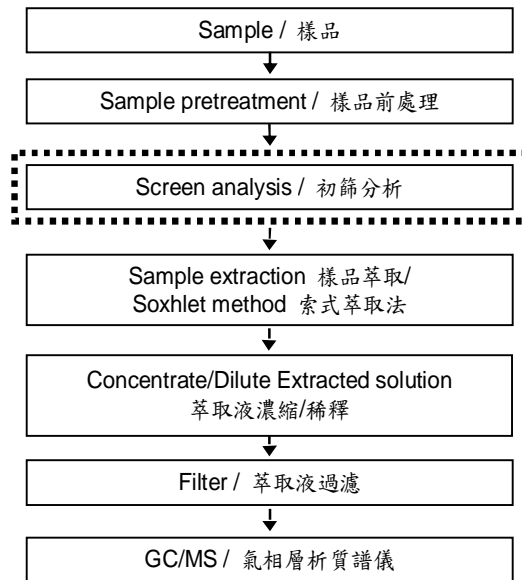 Sample / 樣品
Sample pretreatment / 樣品前處理
Screen analysis / 初篩分析
Sample extraction 樣品萃取/
Soxhlet method 索式萃取法
Concentrate/Dilute Extracted solution
萃取液濃縮/稀釋
Filter / 萃取液過濾
GC/MS / 氣相層析質譜儀